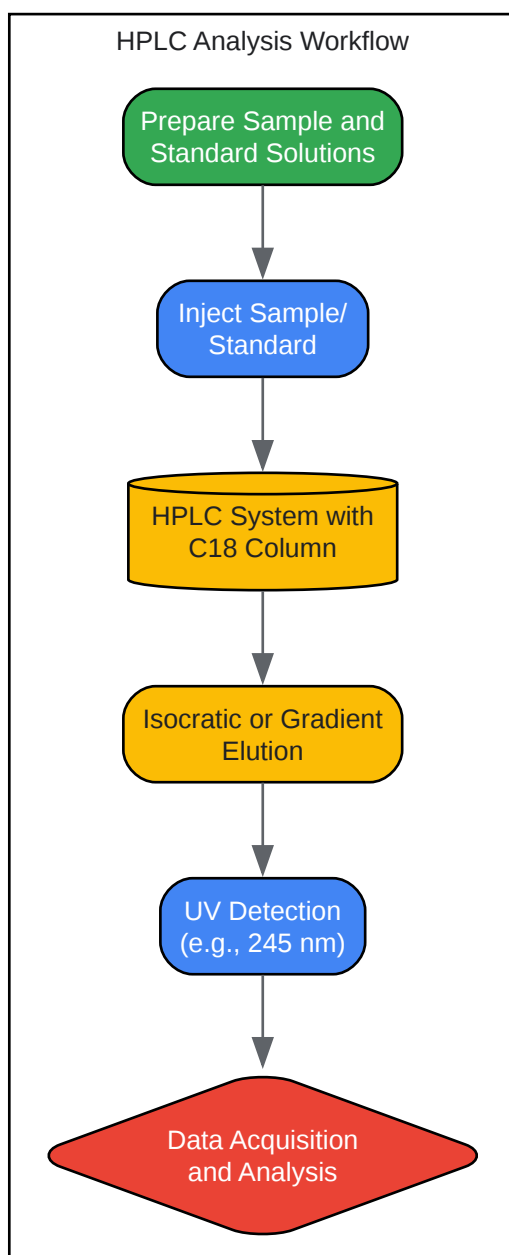 HPLC Analysis Workflow
Prepare Sample and
Standard Solutions
Inject Sample/
Standard
HPLC System with
C18 Column
Isocratic or Gradient
Elution
UV Detection
(e.g., 245 nm)
Data Acquisition
and Analysis